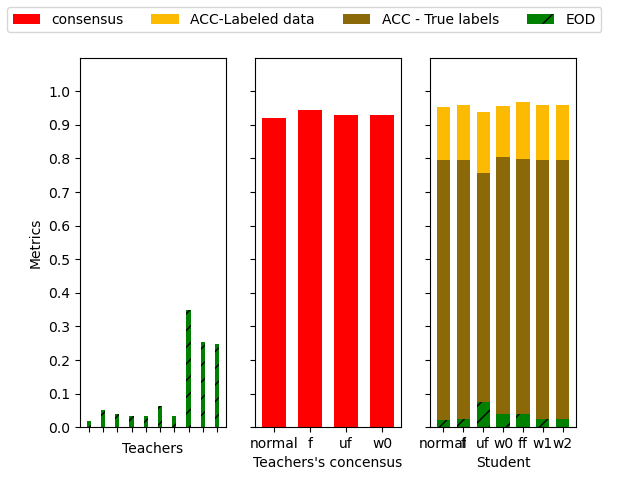 consensus ACC-Labeled data ACC - True labels EOD
1.0
0.9
0.8
0.7
0.6
0.5
0.4
0.3
0.2
0.1
0.0
Metrics
Teachers
normal f uf w0
Teachers's concensus
normal f uf w0 ff w1 w2
Student